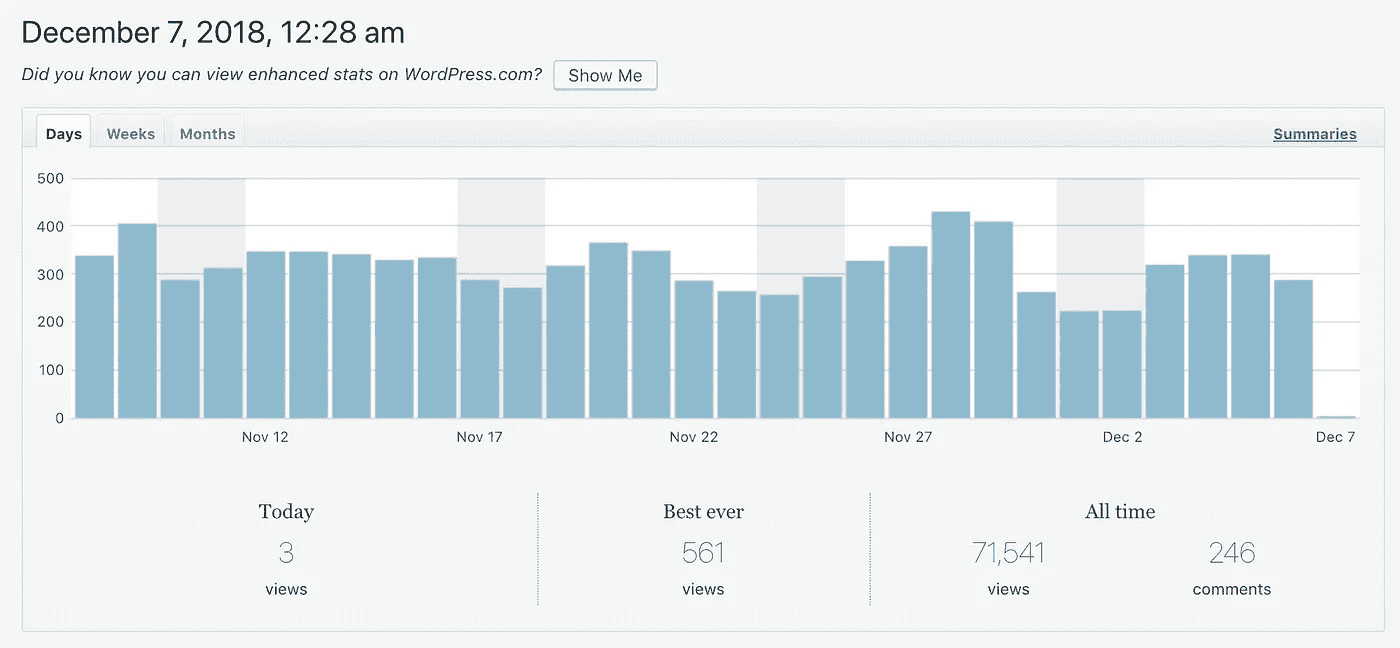 December 7, 2018, 12:28 am
Did you know you can view enhanced stats on WordPress.com? Show Me
Days Weeks Months Summaries
500
400
300
200
100
0
Nov 12 Nov 17 Nov 22 Nov 27 Dec 2 Dec 7
Today Best ever All time
3 561 71,541 246
views views views comments